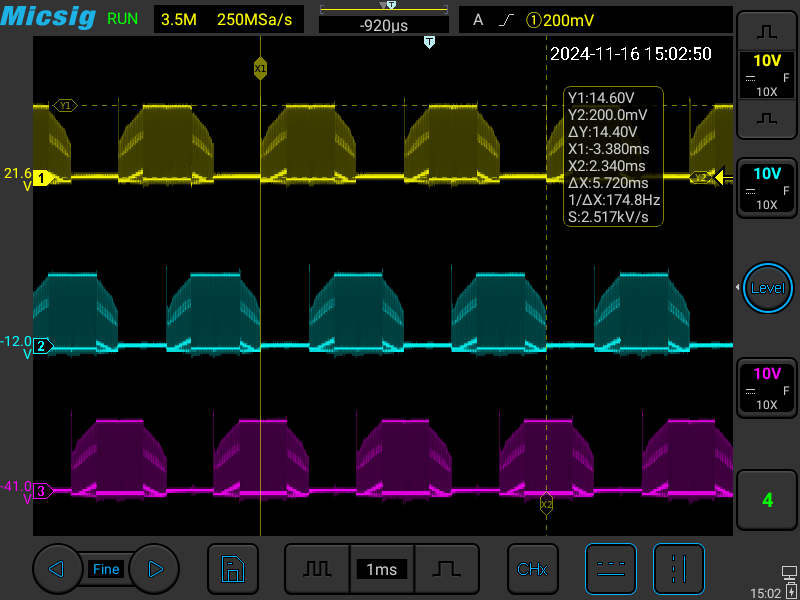 Micsig RUN 3.5M 250MSa/s T -920μs A ①200mV
T
2024-11-16 15:02:50
X1
10V
F
10X
Y1
Y1:14.60V
Y2:200.0mV
ΔY:14.40V
X1:-3.380ms
X2:2.340ms
ΔX:5.720ms
1/ΔX:174.8Hz
S:2.517kV/s
21.6
V
1
Y2
10V
F
10X
Level
-12.0
V
2
10V
F
10X
-41.0
V
3
X2
4
Fine
1ms
CHx
15:02